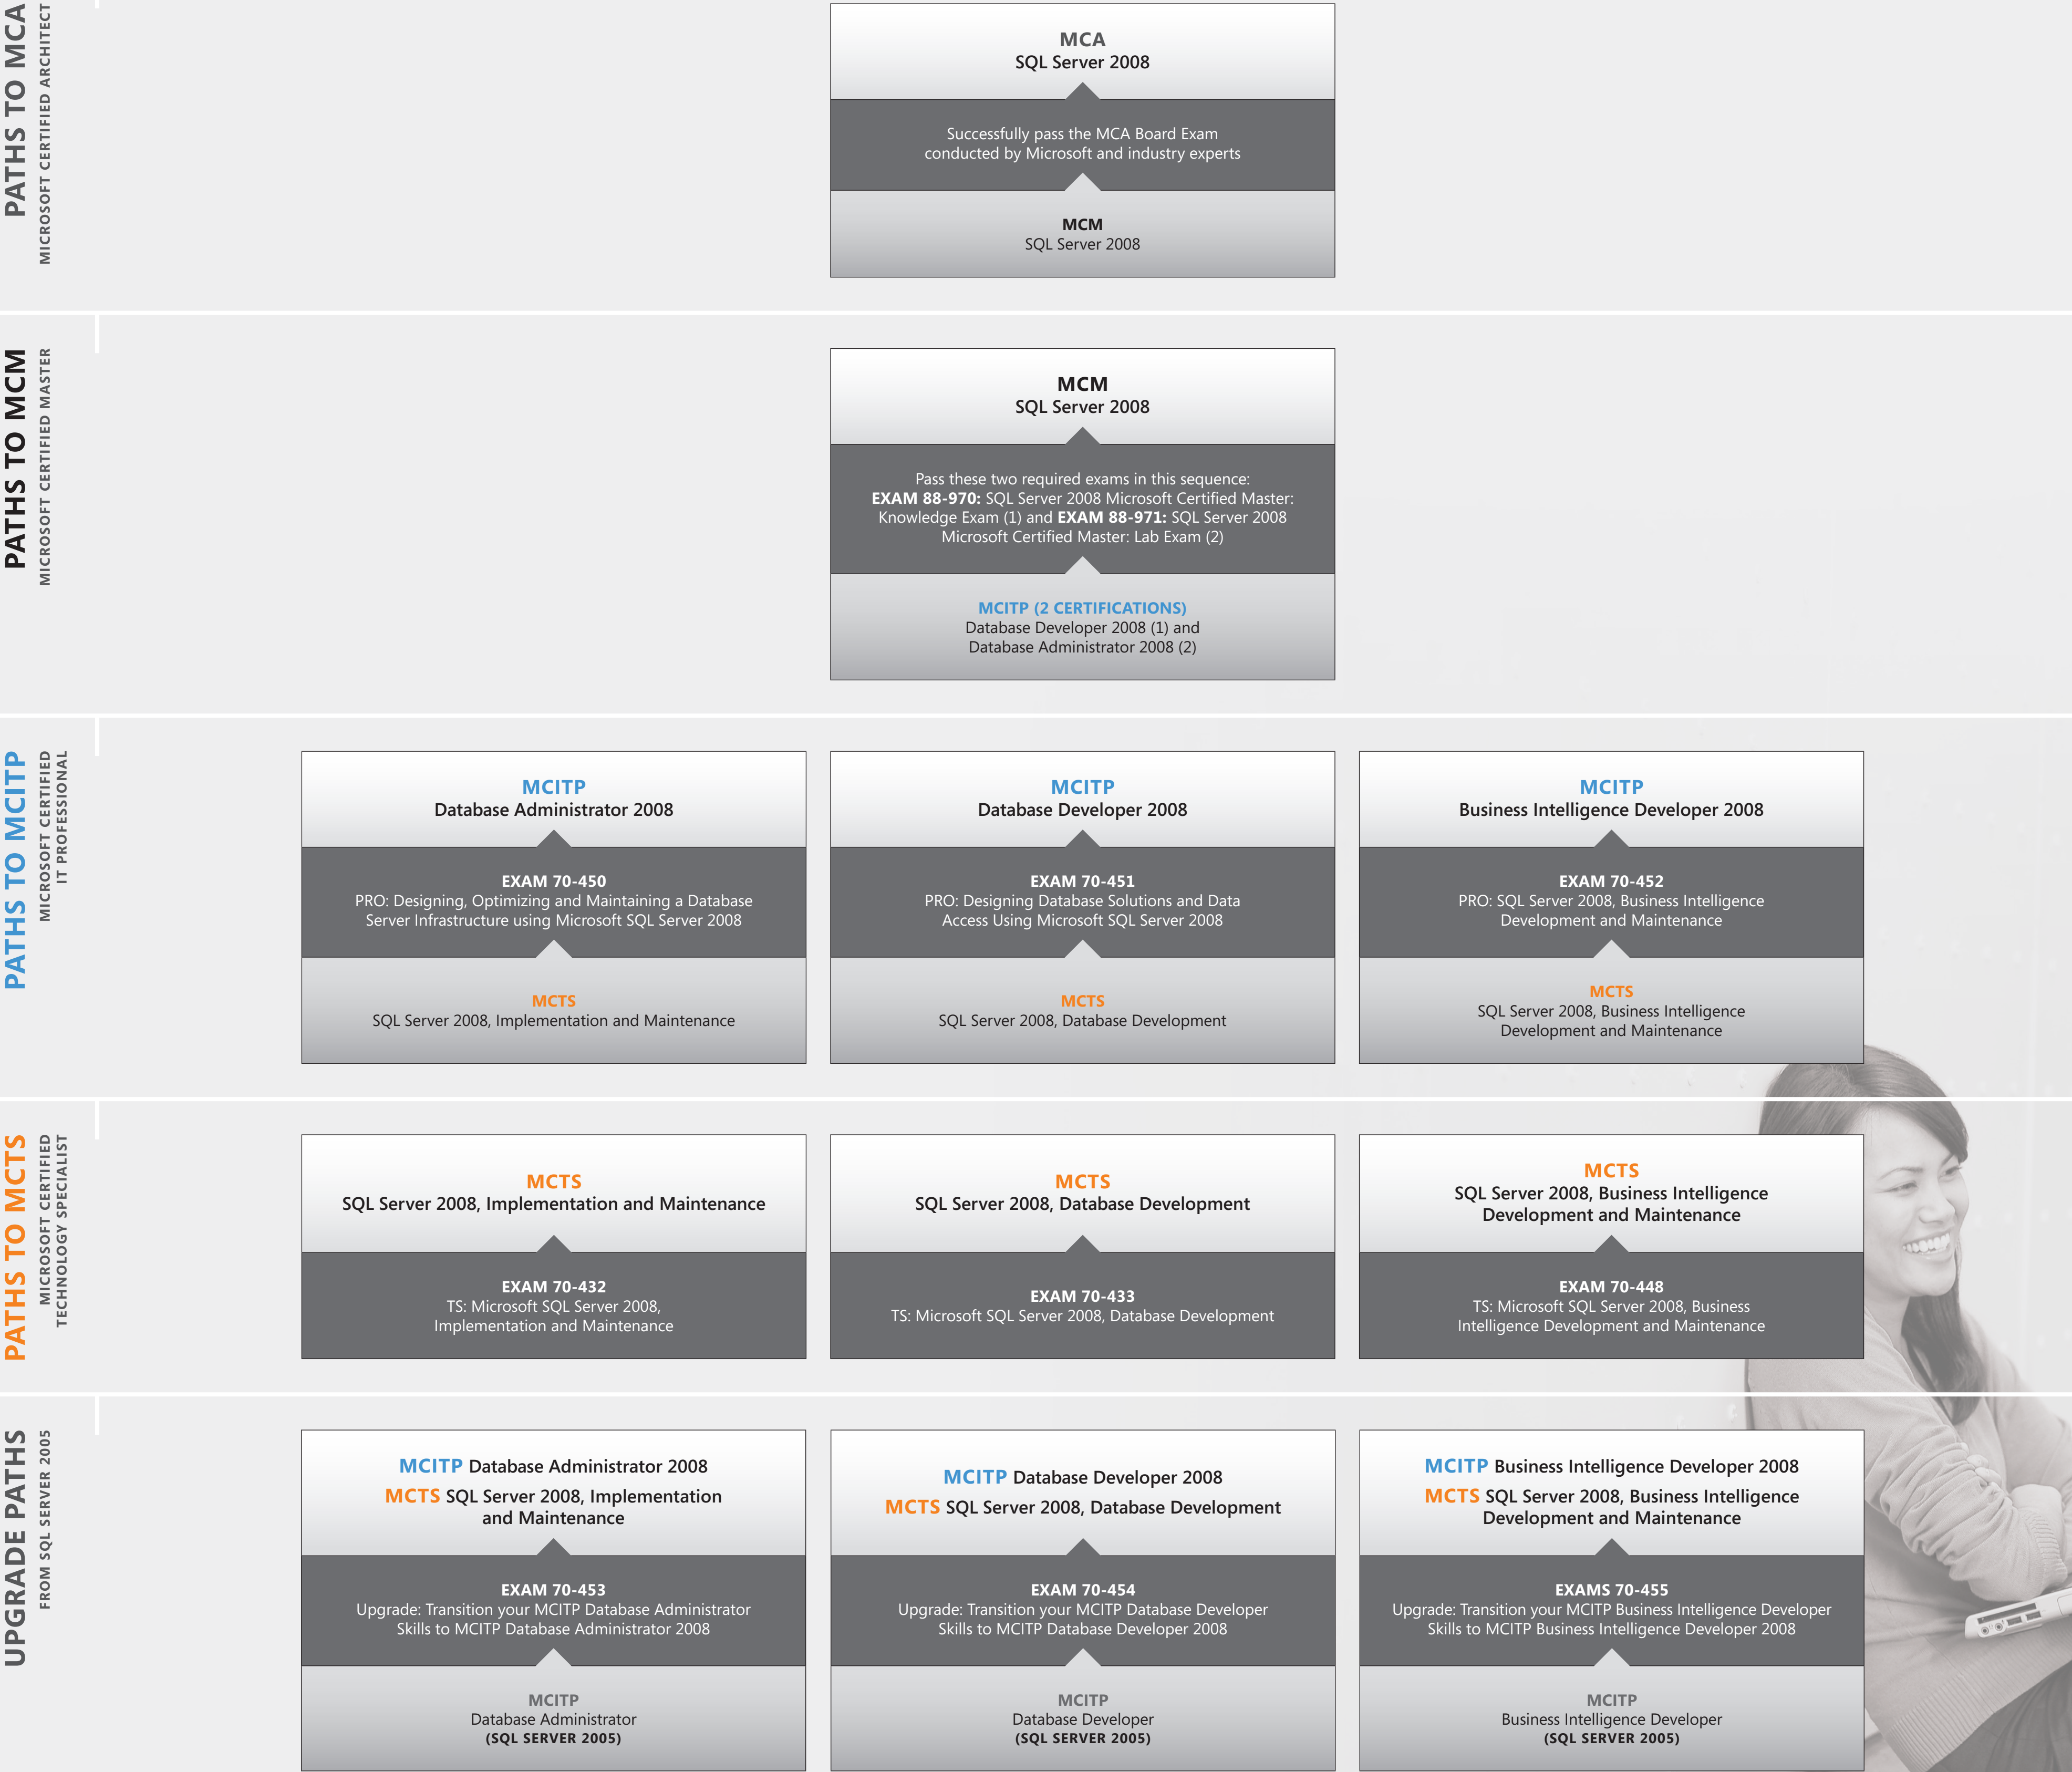 PATHS TO MCA
MICROSOFT CERTIFIED ARCHITECT
MCA
SQL Server 2008
Successfully pass the MCA Board Exam
conducted by Microsoft and industry experts
MCM
SQL Server 2008
PATHS TO MCM
MICROSOFT CERTIFIED MASTER
MCM
SQL Server 2008
Pass these two required exams in this sequence:
EXAM 88-970: SQL Server 2008 Microsoft Certified Master:
Knowledge Exam (1) and EXAM 88-971: SQL Server 2008
Microsoft Certified Master: Lab Exam (2)
MCITP (2 CERTIFICATIONS)
Database Developer 2008 (1) and
Database Administrator 2008 (2)
PATHS TO MCITP
MICROSOFT CERTIFIED
IT PROFESSIONAL
MCITP
Database Administrator 2008
EXAM 70-450
PRO: Designing, Optimizing and Maintaining a Database
Server Infrastructure using Microsoft SQL Server 2008
MCTS
SQL Server 2008, Implementation and Maintenance
MCITP
Database Developer 2008
EXAM 70-451
PRO: Designing Database Solutions and Data
Access Using Microsoft SQL Server 2008
MCTS
SQL Server 2008, Database Development
MCITP
Business Intelligence Developer 2008
EXAM 70-452
PRO: SQL Server 2008, Business Intelligence
Development and Maintenance
MCTS
SQL Server 2008, Business Intelligence
Development and Maintenance
PATHS TO MCTS
MICROSOFT CERTIFIED
TECHNOLOGY SPECIALIST
MCTS
SQL Server 2008, Implementation and Maintenance
EXAM 70-432
TS: Microsoft SQL Server 2008,
Implementation and Maintenance
MCTS
SQL Server 2008, Database Development
EXAM 70-433
TS: Microsoft SQL Server 2008, Database Development
MCTS
SQL Server 2008, Business Intelligence
Development and Maintenance
EXAM 70-448
TS: Microsoft SQL Server 2008, Business
Intelligence Development and Maintenance
UPGRADE PATHS
FROM SQL SERVER 2005
MCITP Database Administrator 2008
MCTS SQL Server 2008, Implementation
and Maintenance
EXAM 70-453
Upgrade: Transition your MCITP Database Administrator
Skills to MCITP Database Administrator 2008
MCITP
Database Administrator
(SQL SERVER 2005)
MCITP Database Developer 2008
MCTS SQL Server 2008, Database Development
EXAM 70-454
Upgrade: Transition your MCITP Database Developer
Skills to MCITP Database Developer 2008
MCITP
Database Developer
(SQL SERVER 2005)
MCITP Business Intelligence Developer 2008
MCTS SQL Server 2008, Business Intelligence
Development and Maintenance
EXAMS 70-455
Upgrade: Transition your MCITP Business Intelligence Developer
Skills to MCITP Business Intelligence Developer 2008
MCITP
Business Intelligence Developer
(SQL SERVER 2005)